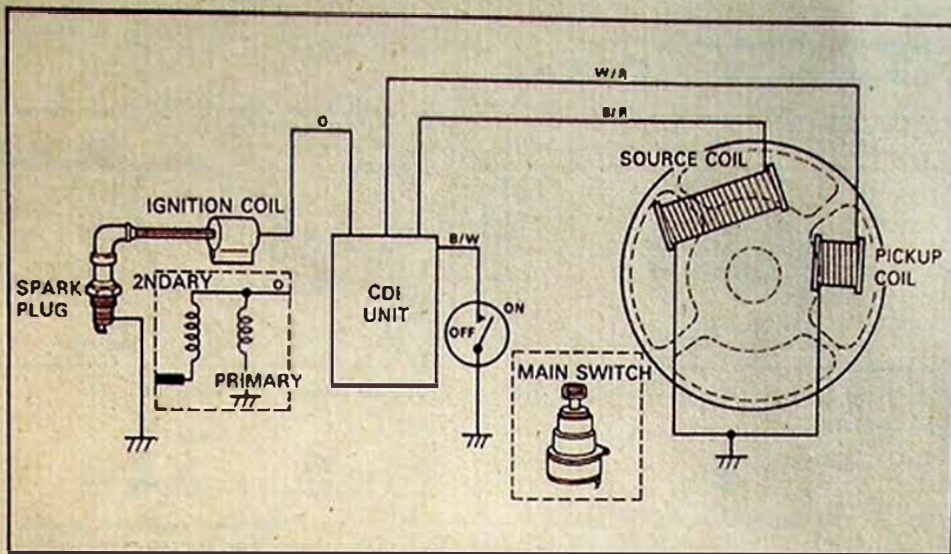 W/R
B/R
O
SOURCE COIL
IGNITION COIL
B/W
PICKUP
COIL
SPARK
PLUG
2NDARY
O
CDI
UNIT
ON
OFF
MAIN SWITCH
PRIMARY